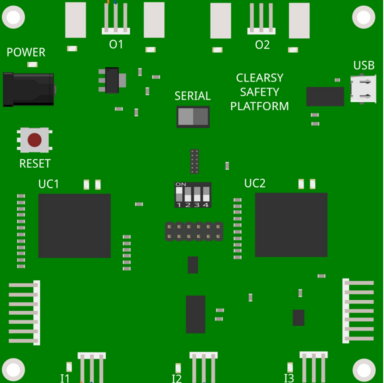 O1
O2
POWER
USB
CLEARSY
SAFETY
PLATFORM
SERIAL
RESET
UC1
UC2
ON
1 2 3 4
I1
I2
I3